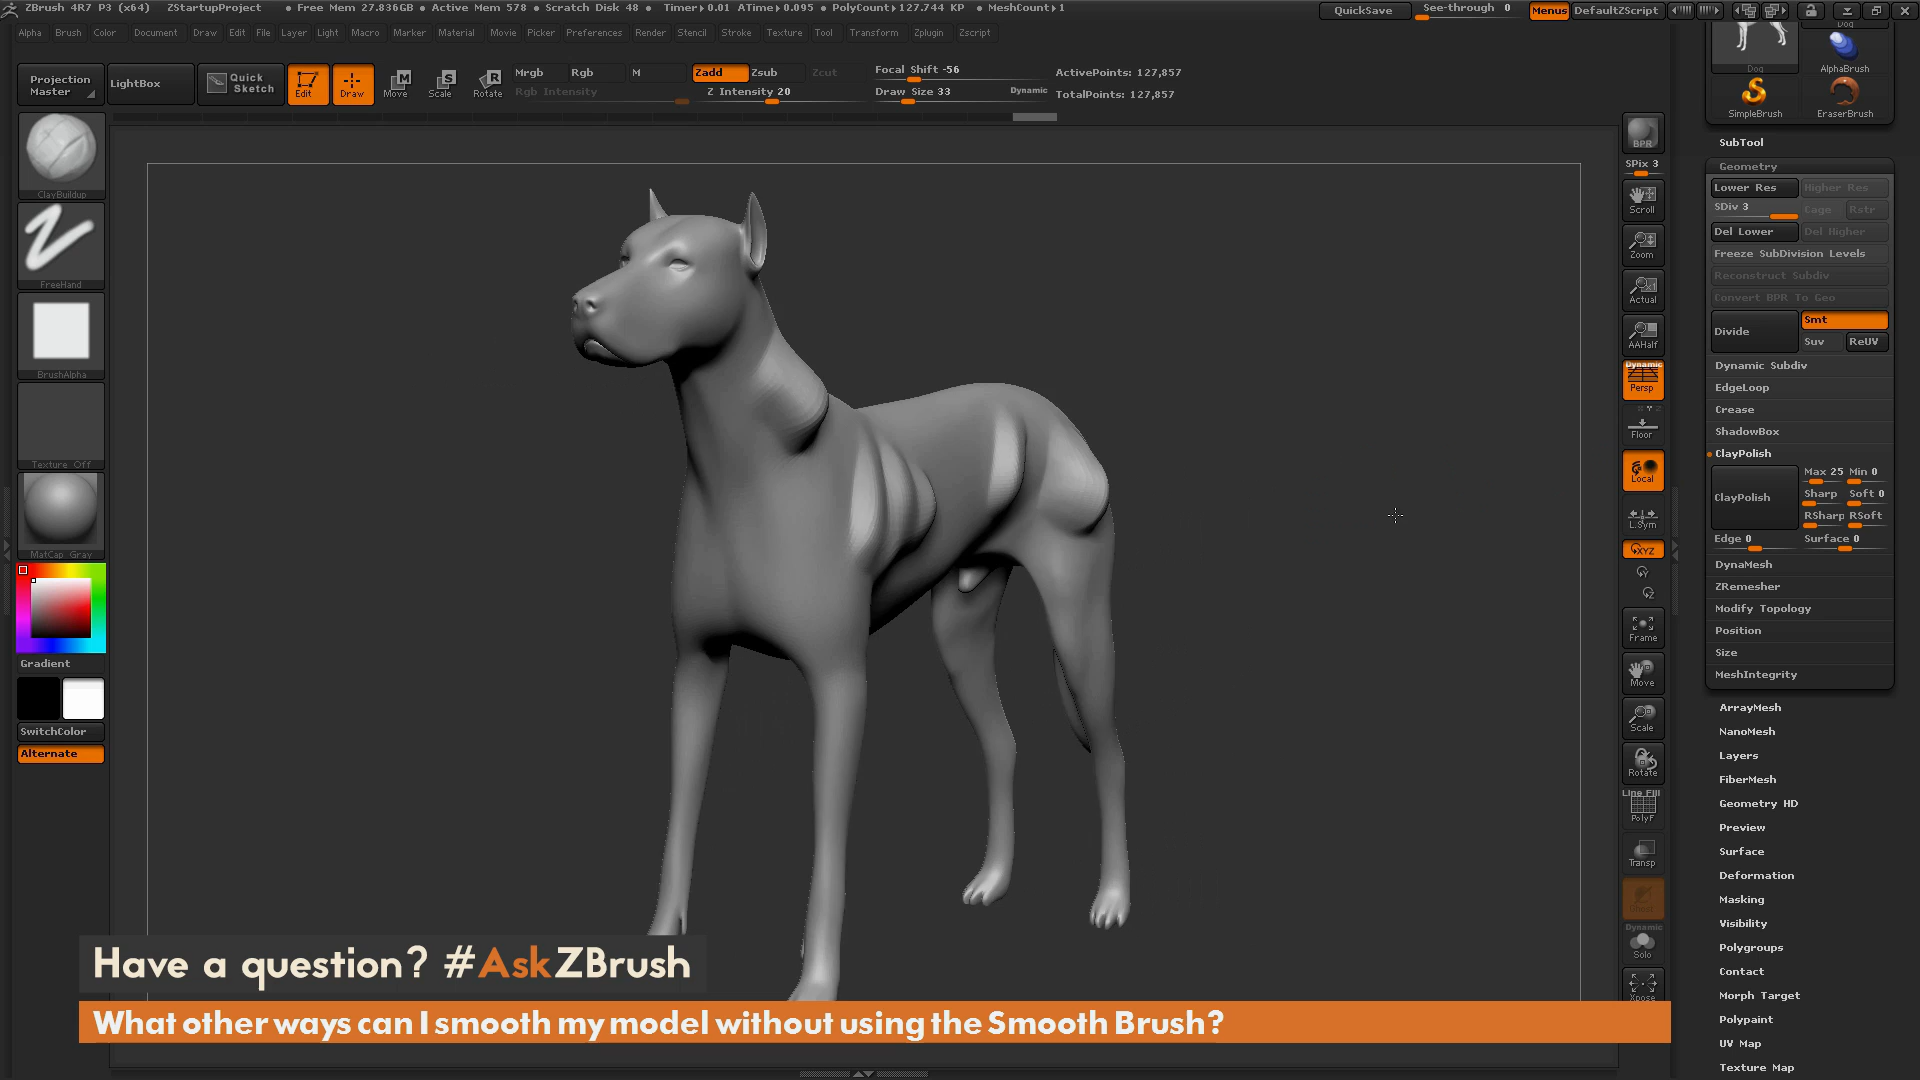 ZBrush 4R7 P3 (x64) ZStartupProject • Free Mem 27.836GB • Active Mem 578 • Scratch Disk 48 • Timer▸0.01 ATime▸0.095 • PolyCount▸127.744 KP • MeshCount▸1
QuickSave See-through 0 Menus DefaultZScript
Alpha Brush Color Document Draw Edit File Layer Light Macro Marker Material Movie Picker Preferences Render Stencil Stroke Texture Tool Transform Zplugin Zscript
Projection Master
LightBox
Quick Sketch
Edit
Draw
Move
Scale
Rotate
Mrgb Rgb M
Rgb Intensity
Zadd Zsub Zcut
Z Intensity 20
Focal Shift -56
Draw Size 33 Dynamic
ActivePoints: 127,857
TotalPoints: 127,857
ClayBuildup
FreeHand
BrushAlpha
Texture Off
MatCap Gray
Gradient
SwitchColor
Alternate
BPR
SPix 3
Scroll
Zoom
Actual
AAHalf
Dynamic
Persp
Floor
Local
L.Sym
XYZ
Frame
Move
Scale
Rotate
Line Fill
PolyF
Transp
Ghost
Dynamic
Solo
Xpose
Dog
Dog
AlphaBrush
SimpleBrush
EraserBrush
SubTool
Geometry
Lower Res Higher Res
SDiv 3 Cage Rstr
Del Lower Del Higher
Freeze SubDivision Levels
Reconstruct Subdiv
Convert BPR To Geo
Divide Smt
Suv ReUV
Dynamic Subdiv
EdgeLoop
Crease
ShadowBox
ClayPolish
ClayPolish Max 25 Min 0
Sharp Soft 0
RSharp RSoft
Edge 0 Surface 0
DynaMesh
ZRemesher
Modify Topology
Position
Size
MeshIntegrity
ArrayMesh
NanoMesh
Layers
FiberMesh
Geometry HD
Preview
Surface
Deformation
Masking
Visibility
Polygroups
Contact
Morph Target
Polypaint
UV Map
Texture Map
Have a question? #AskZBrush
What other ways can I smooth my model without using the Smooth Brush?